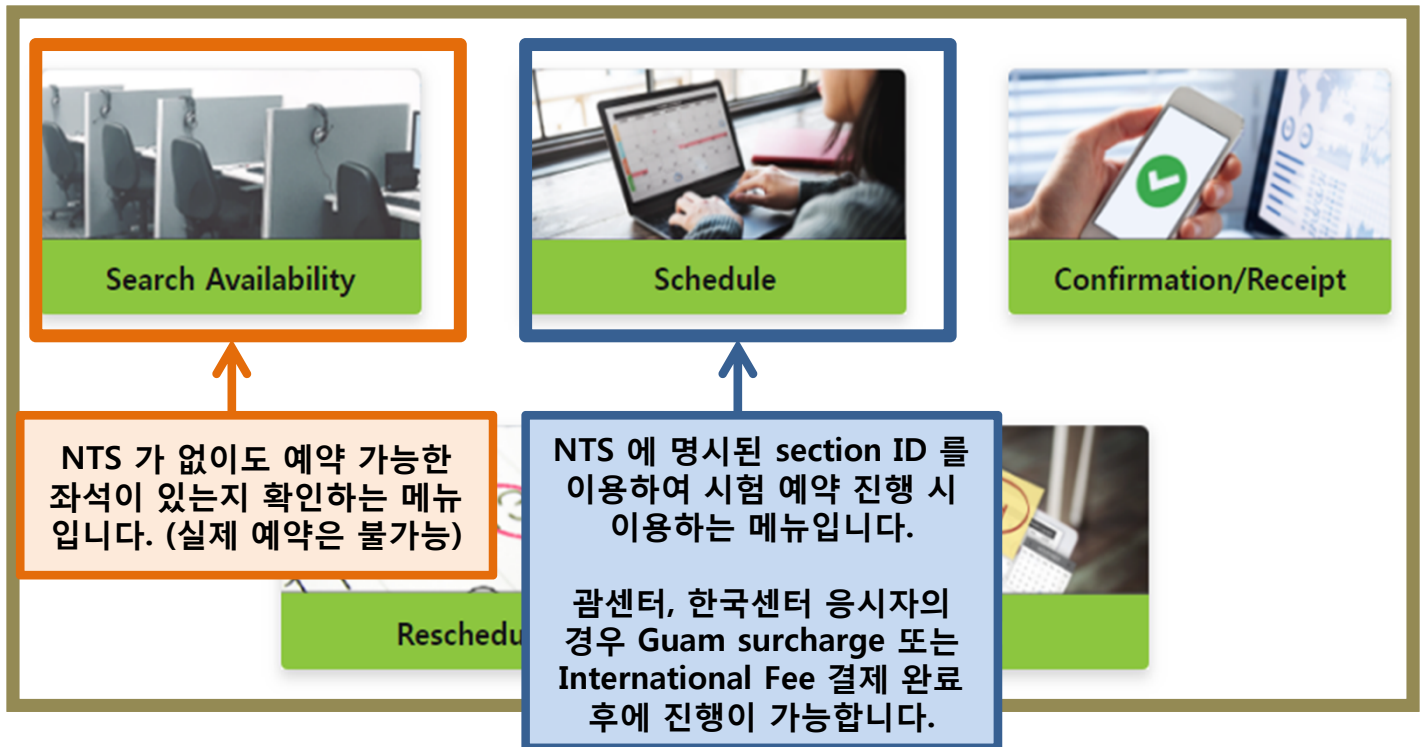 Search Availability
Schedule
Confirmation/Receipt
NTS 가 없이도 예약 가능한
좌석이 있는지 확인하는 메뉴
입니다. (실제 예약은 불가능)
NTS 에 명시된 section ID 를
이용하여 시험 예약 진행 시
이용하는 메뉴입니다.
괌센터, 한국센터 응시자의
경우 Guam surcharge 또는
International Fee 결제 완료
후에 진행이 가능합니다.
Reschedu